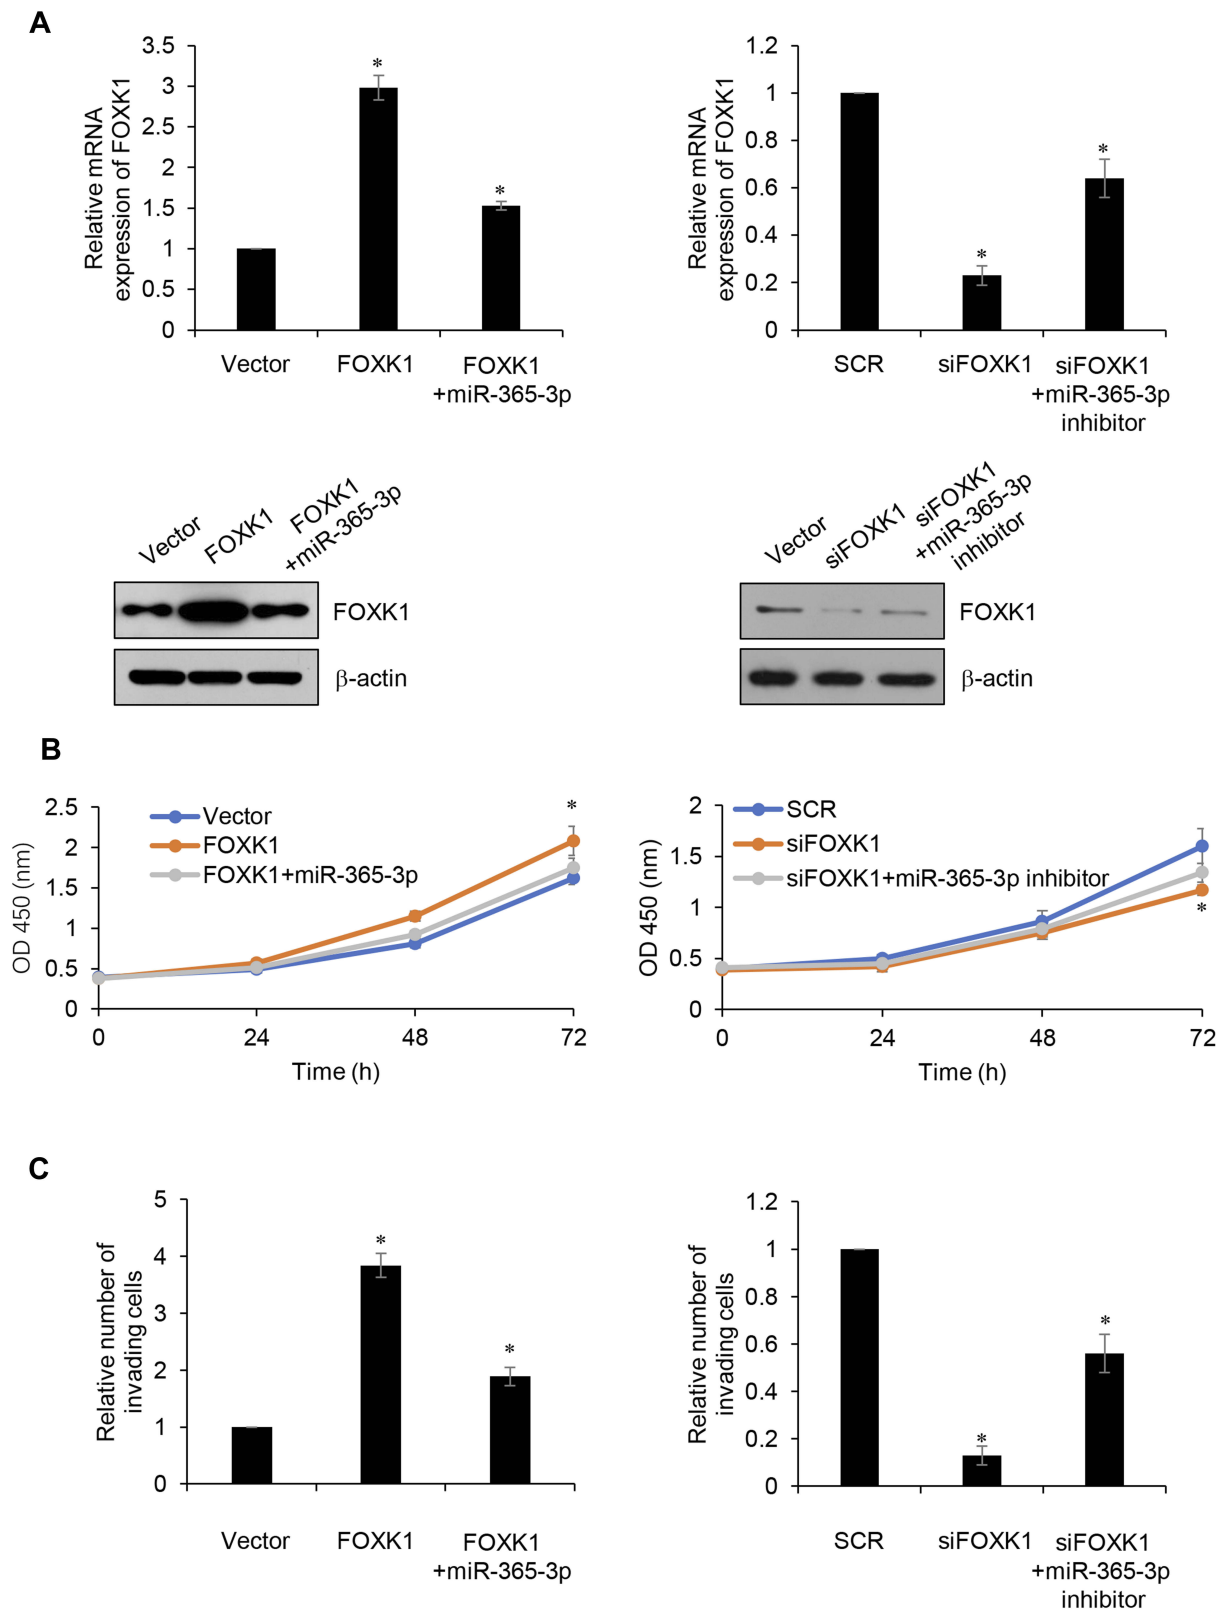 A
3.5
3
2.5
2
1.5
1
0.5
0
Relative mRNA
expression of FOXK1
*
*
Vector
FOXK1
FOXK1
+miR-365-3p
1.2
1
0.8
0.6
0.4
0.2
0
Relative mRNA
expression of FOXK1
*
*
SCR
siFOXK1
siFOXK1
+miR-365-3p
inhibitor
Vector
FOXK1
FOXK1
+miR-365-3p
FOXK1
β-actin
Vector
siFOXK1
siFOXK1
+miR-365-3p
inhibitor
FOXK1
β-actin
B
2.5
2
1.5
1
0.5
0
OD 450 (nm)
Vector
FOXK1
FOXK1+miR-365-3p
*
0
24
48
72
Time (h)
2
1.5
1
0.5
0
OD 450 (nm)
SCR
siFOXK1
siFOXK1+miR-365-3p inhibitor
*
0
24
48
72
Time (h)
C
5
4
3
2
1
0
Relative number of
invading cells
*
*
Vector
FOXK1
FOXK1
+miR-365-3p
1.2
1
0.8
0.6
0.4
0.2
0
Relative number of
invading cells
*
*
SCR
siFOXK1
siFOXK1
+miR-365-3p
inhibitor